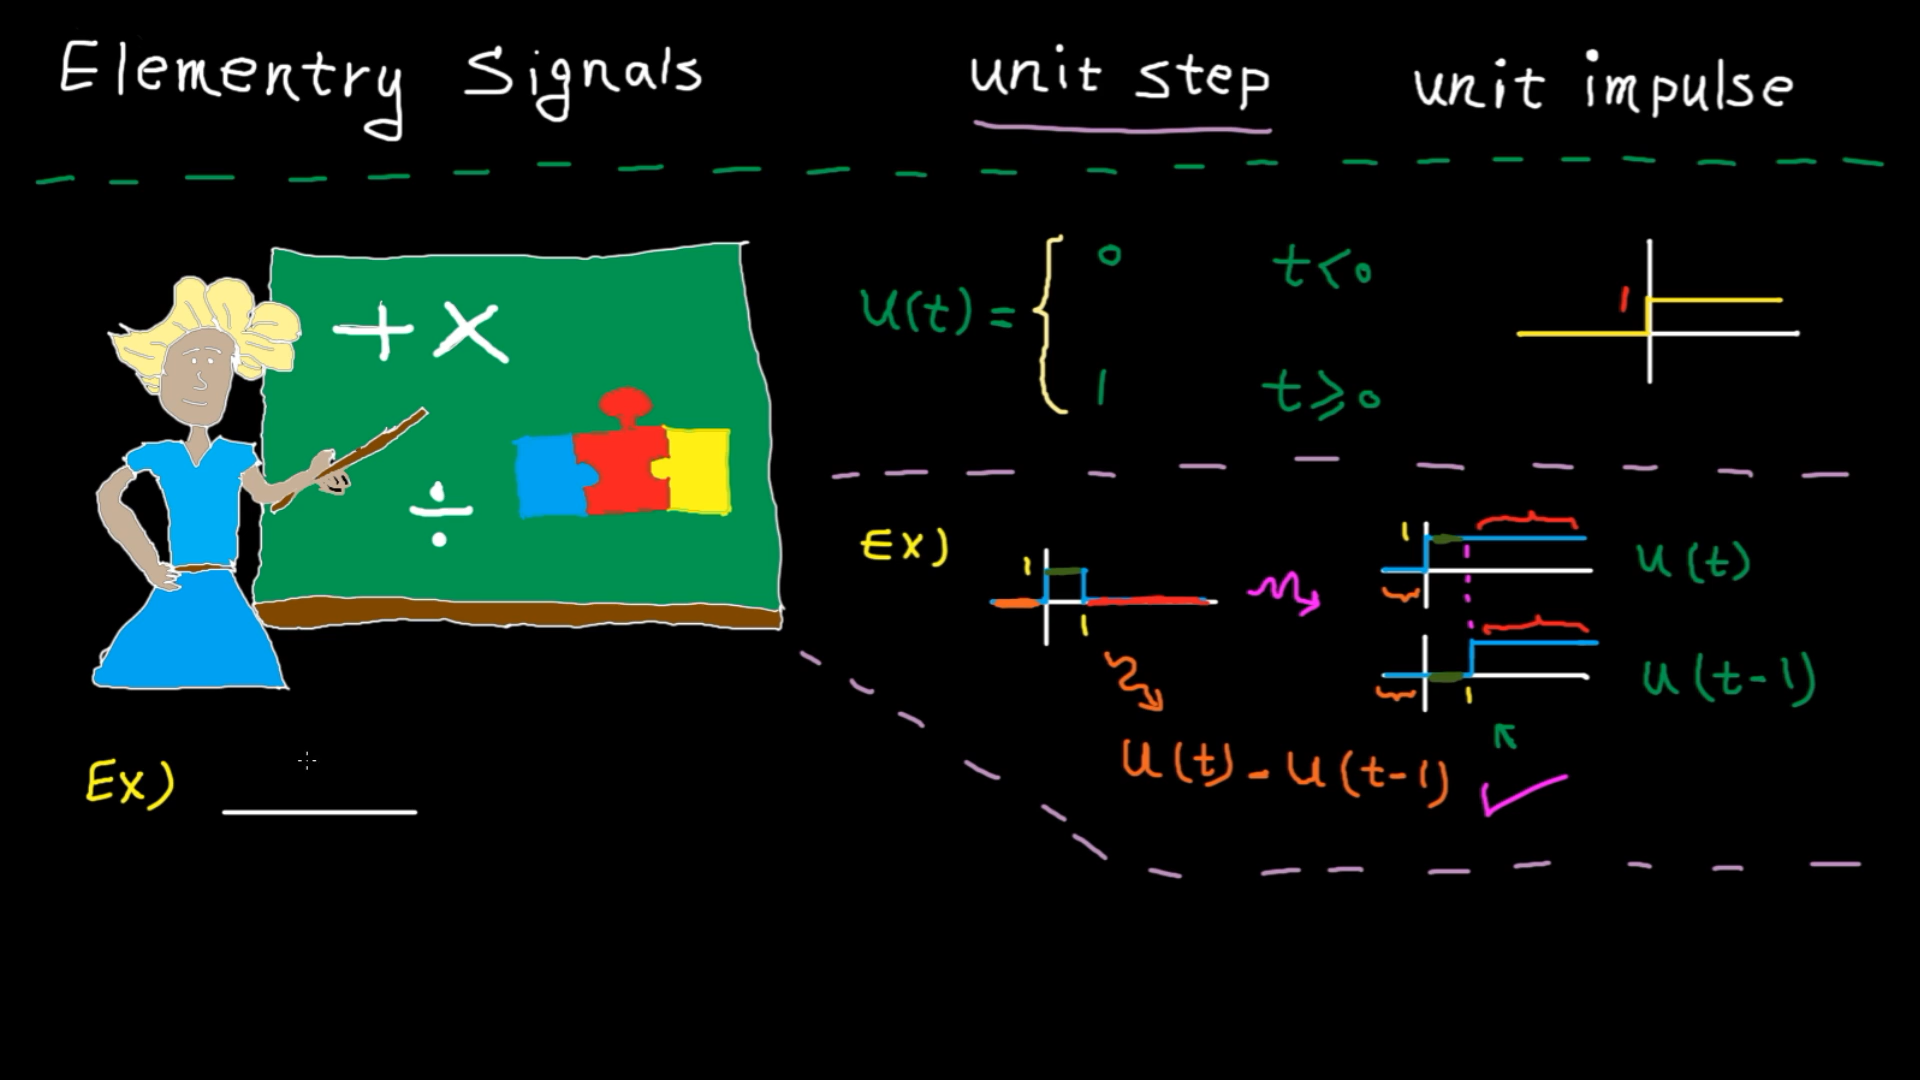 Elementry Signals unit step unit impulse
+ ×
÷
u(t) = { 0 t<0
1 t⩾0
1
Ex)
1
1
1
u(t)
1
u(t-1)
u(t) - u(t-1)
Ex)